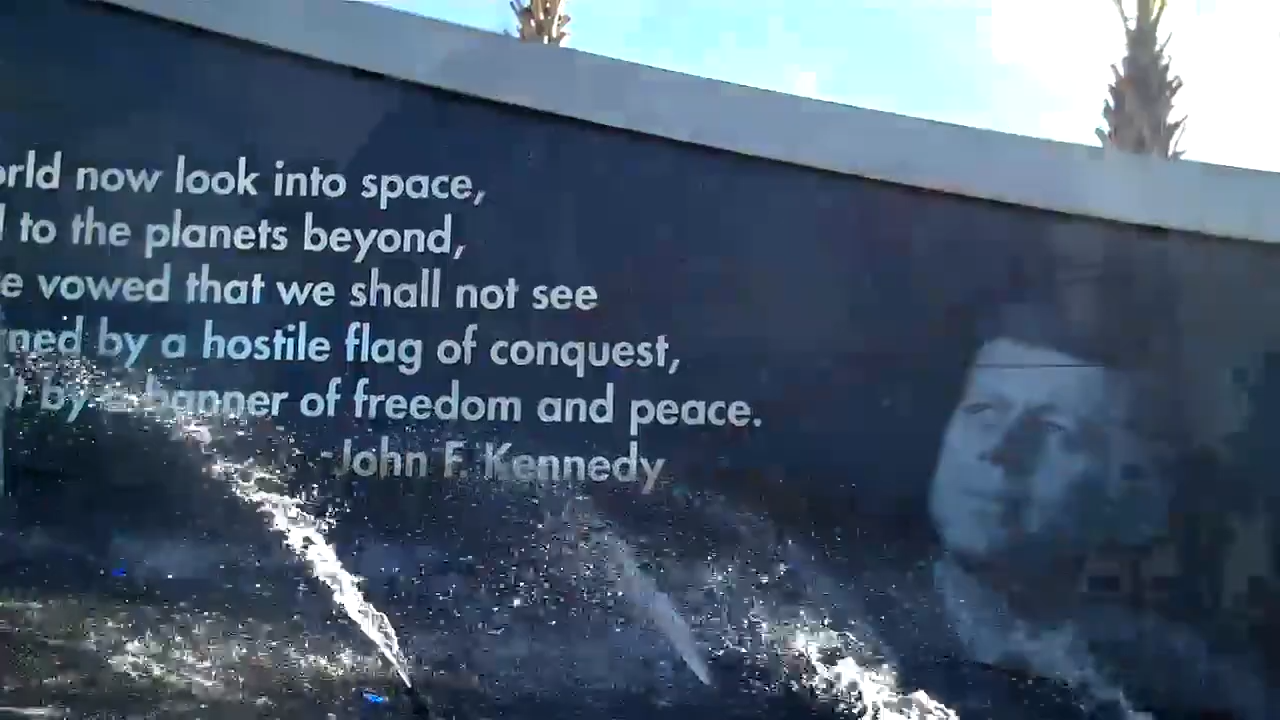 orld now look into space,
to the planets beyond,
e vowed that we shall not see
ned by a hostile flag of conquest,
by a banner of freedom and peace.
-John F. Kennedy